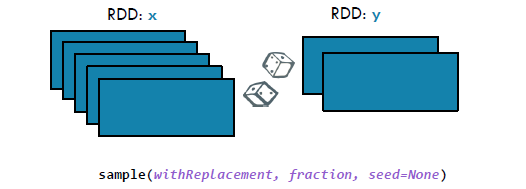 RDD: x
RDD: y
sample(withReplacement, fraction, seed=None)